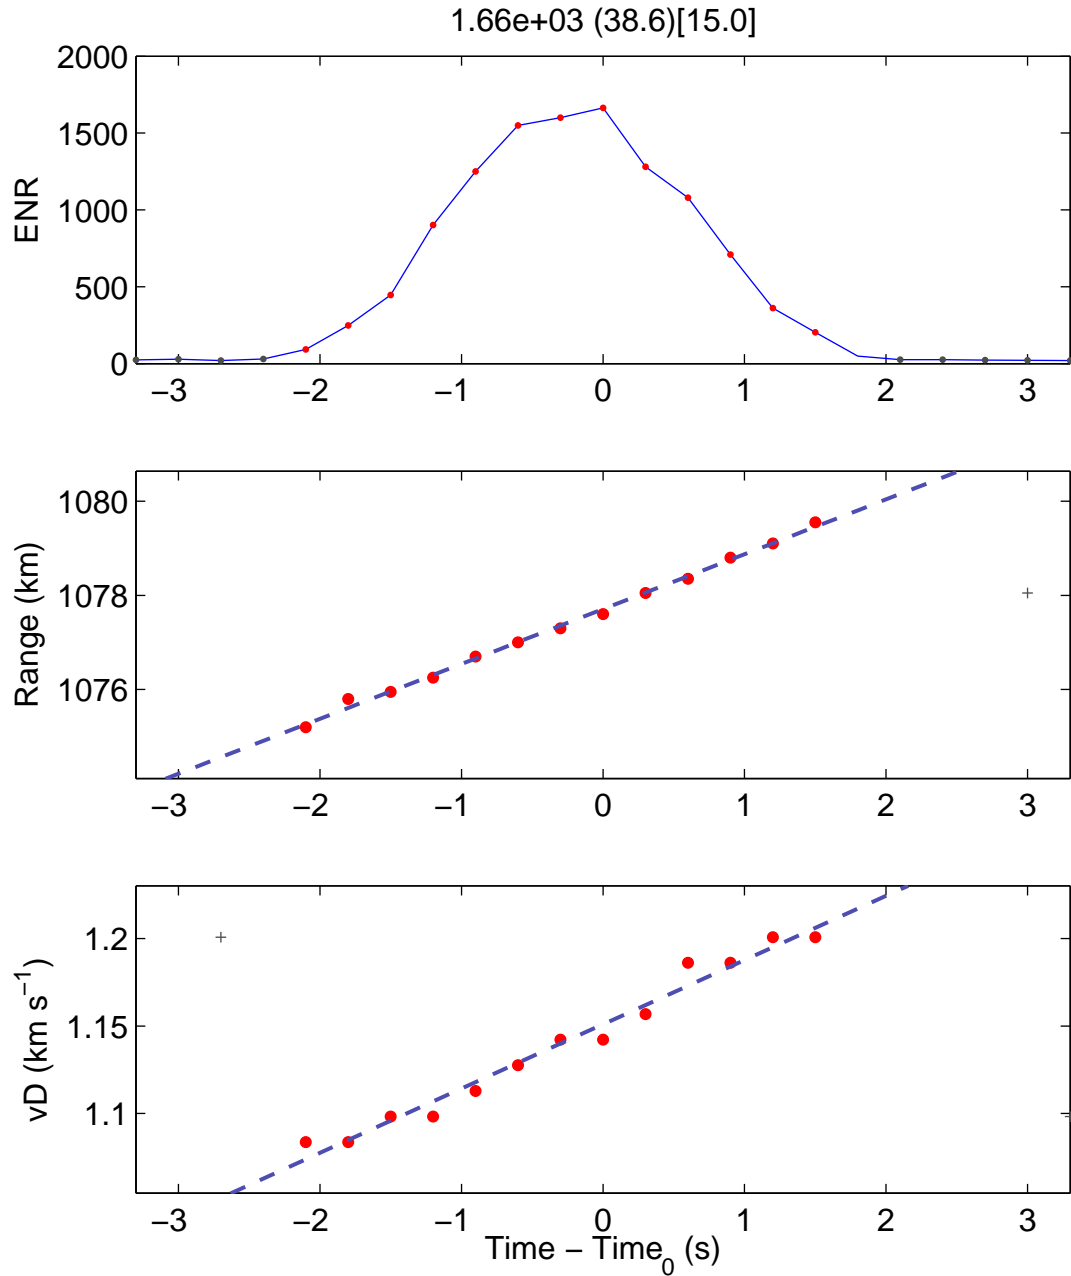 1.66e+03 (38.6)[15.0]
2000
1500
1000
500
0
ENR
−3 −2 −1 0 1 2 3
1080
1078
1076
Range (km)
−3 −2 −1 0 1 2 3
1.2
1.15
1.1
vD (km s⁻¹)
−3 −2 −1 0 1 2 3
Time − Time₀ (s)